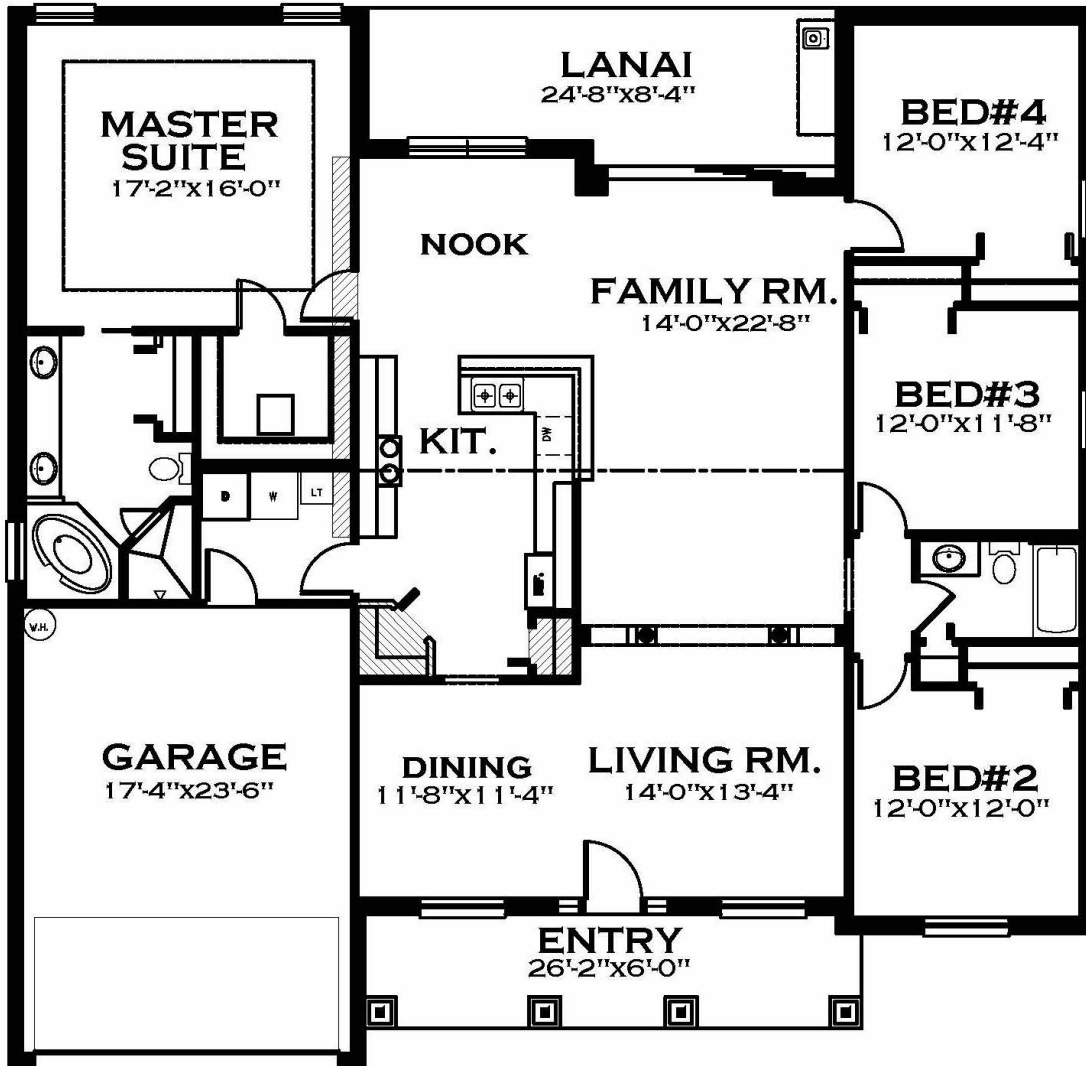 LANAI
24'-8"x8'-4"
MASTER
SUITE
17'-2"x16'-0"
BED#4
12'-0"x12'-4"
NOOK
FAMILY RM.
14'-0"x22'-8"
BED#3
12'-0"x11'-8"
KIT.
DW
D
W
LT
REF.
W.H.
GARAGE
17'-4"x23'-6"
DINING
11'-8"x11'-4"
LIVING RM.
14'-0"x13'-4"
BED#2
12'-0"x12'-0"
ENTRY
26'-2"x6'-0"